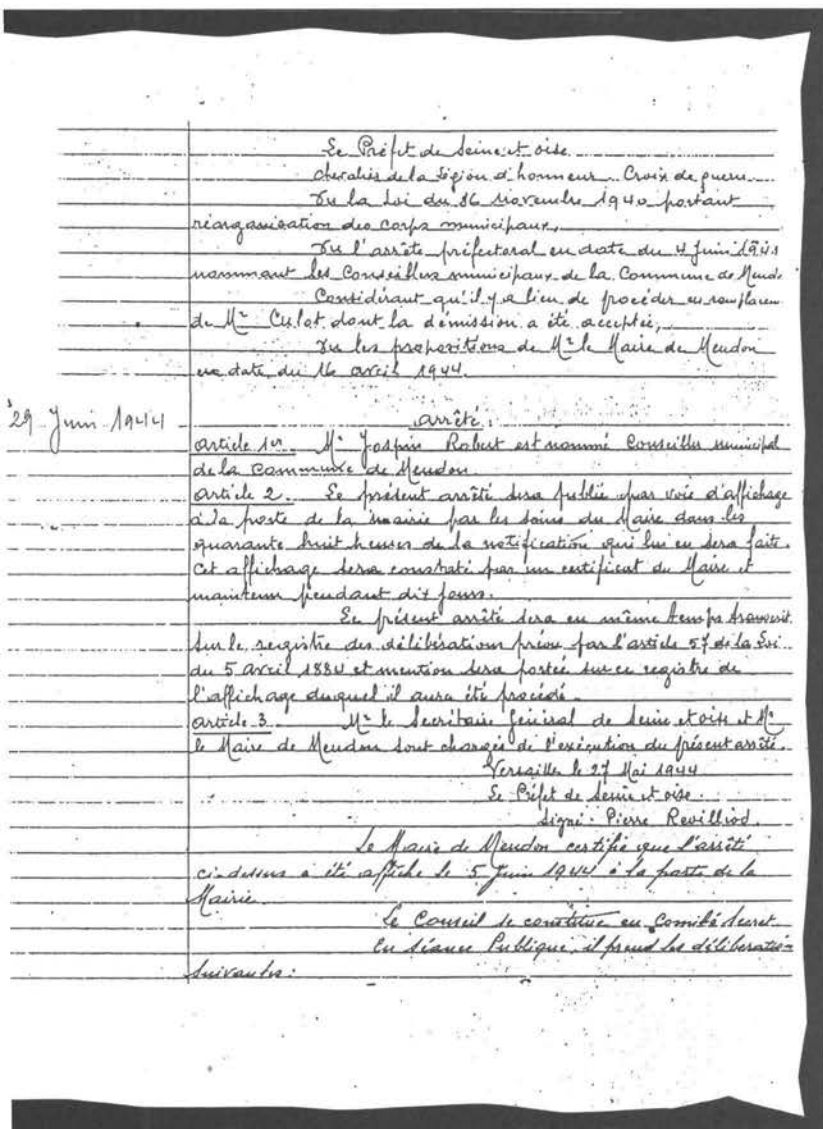 Le Préfet de Seine et oise
chevalier de la légion d'honneur. Croix de guerre
Vu la Loi du 16 novembre 1940 portant
réorganisation des corps municipaux,
Vu l'arrêté préfectoral en date du 4 Juin 1941
nommant les Conseillers municipaux de la Commune de Meud
Considérant qu'il y a lieu de procéder au remplacem
de Mr Culot dont la démission a été acceptée,
Vu les propositions de Mr le Maire de Meudon
en date du 16 avril 1944.
29 Juin 1944
arrêté:
article 1er. Mr Jospin Robert est nommé Conseiller municipal
de la Commune de Meudon.
article 2. Le présent arrêté sera publié par voie d'affichage
à la porte de la mairie par les soins du Maire dans les
quarante huit heures de la notification qui lui en sera faite.
Cet affichage sera constaté par un certificat du Maire et
maintenu pendant dix jours.
Le présent arrêté sera en même temps transcrit
sur le registre des délibérations prévu par l'article 57 de la Loi
du 5 avril 1884 et mention sera portée sur ce registre de
l'affichage duquel il aura été procédé.
article 3. Mr le Secrétaire Général de Seine et oise et Mr
le Maire de Meudon sont chargés de l'exécution du présent arrêté.
Versailles le 27 Mai 1944
Le Préfet de Seine et oise.
Signé: Pierre Revilliod.
Le Maire de Meudon certifie que l'arrêté
ci-dessus a été affiché le 5 Juin 1944 à la porte de la
Mairie.
Le Conseil se constitue en Comité Secret.
En séance Publique, il prend les délibération
suivantes: